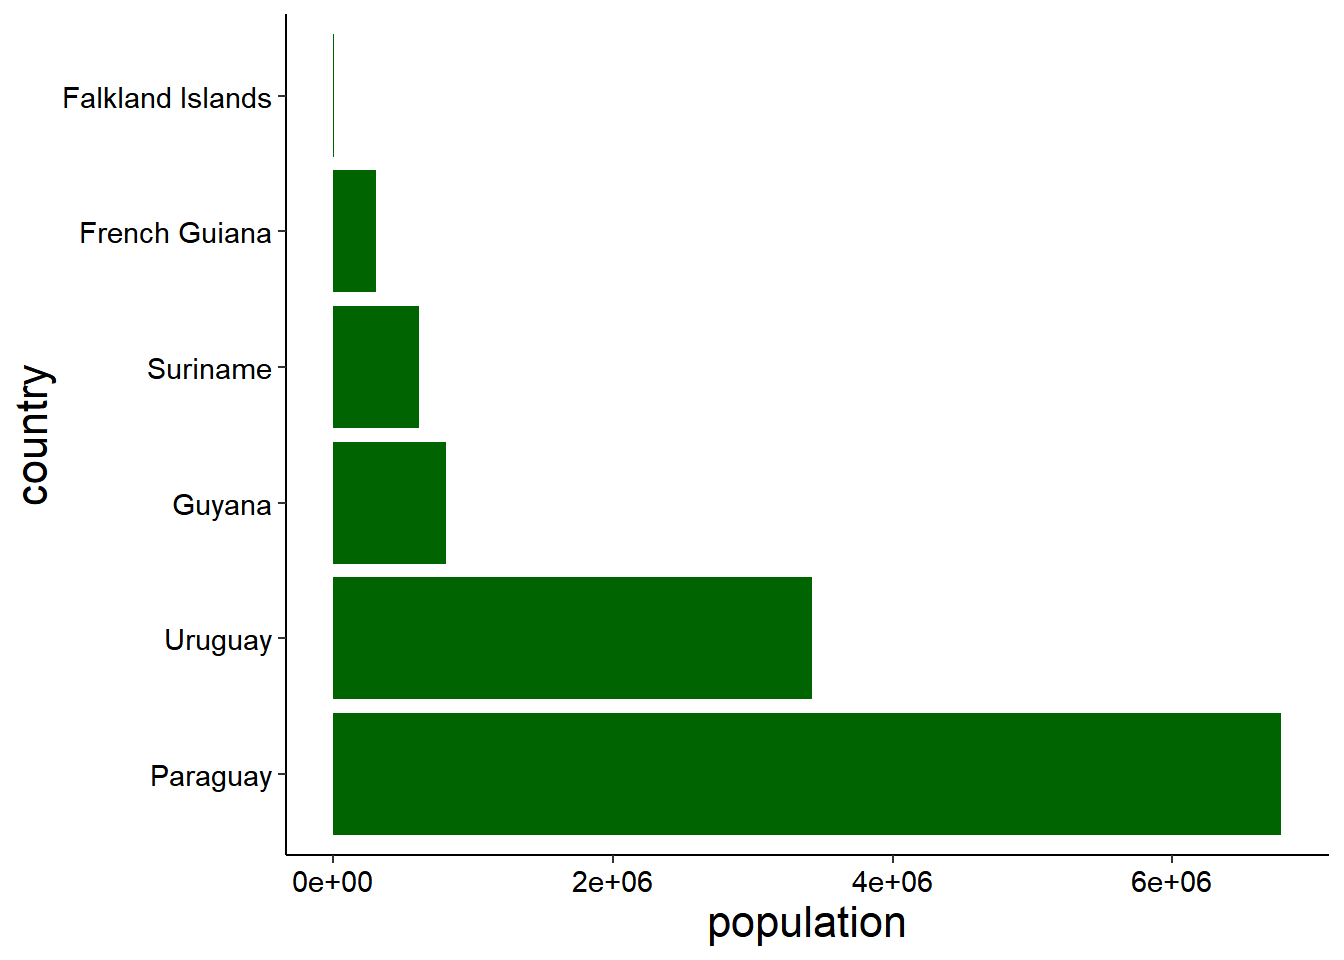 Falkland Islands
French Guiana
Suriname
Guyana
Uruguay
Paraguay
country
0e+00 2e+06 4e+06 6e+06
population